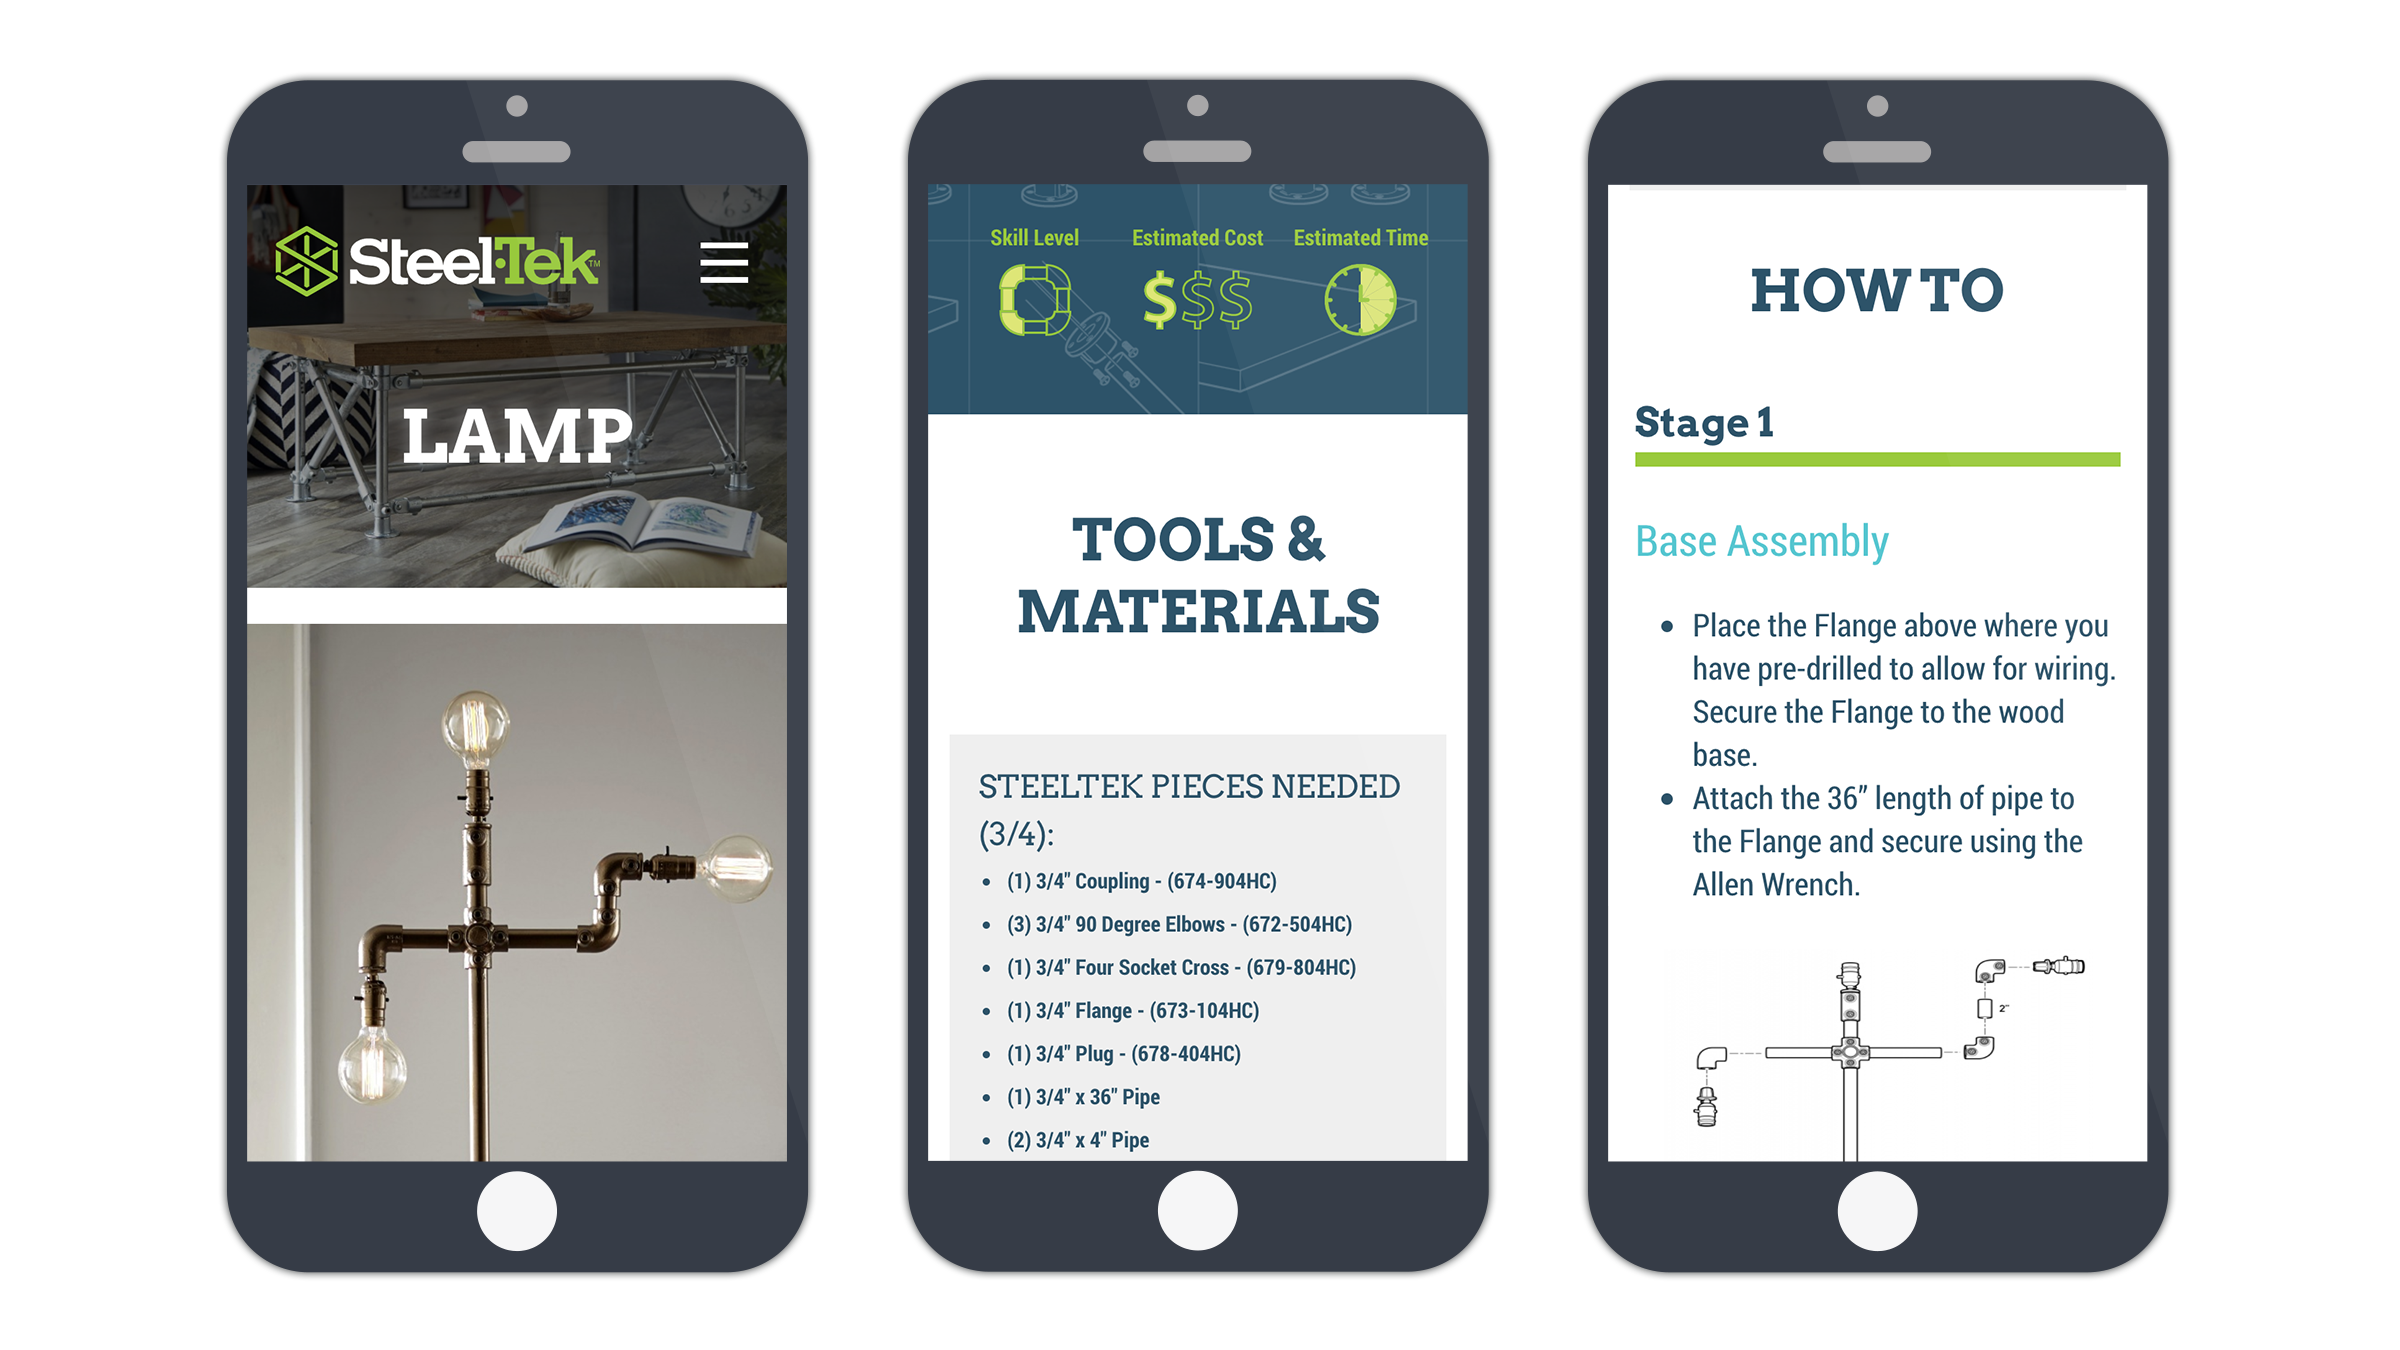 Steel·Tek™
LAMP
Skill Level
Estimated Cost
Estimated Time
$$$
TOOLS &
MATERIALS
STEELTEK PIECES NEEDED
(3/4):
• (1) 3/4" Coupling - (674-904HC)
• (3) 3/4" 90 Degree Elbows - (672-504HC)
• (1) 3/4" Four Socket Cross - (679-804HC)
• (1) 3/4" Flange - (673-104HC)
• (1) 3/4" Plug - (678-404HC)
• (1) 3/4" x 36" Pipe
• (2) 3/4" x 4" Pipe
HOW TO
Stage 1
Base Assembly
• Place the Flange above where you
have pre-drilled to allow for wiring.
Secure the Flange to the wood
base.
• Attach the 36” length of pipe to
the Flange and secure using the
Allen Wrench.
2"